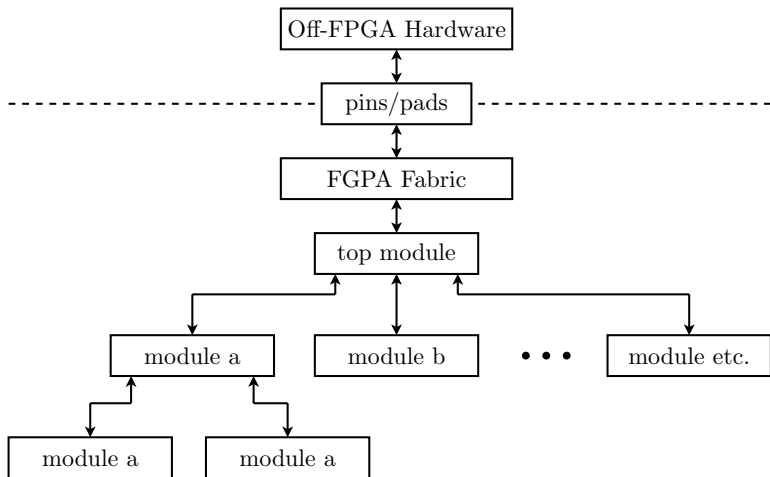 Off-FPGA Hardware
pins/pads
FGPA Fabric
top module
module a
module b
module etc.
module a
module a